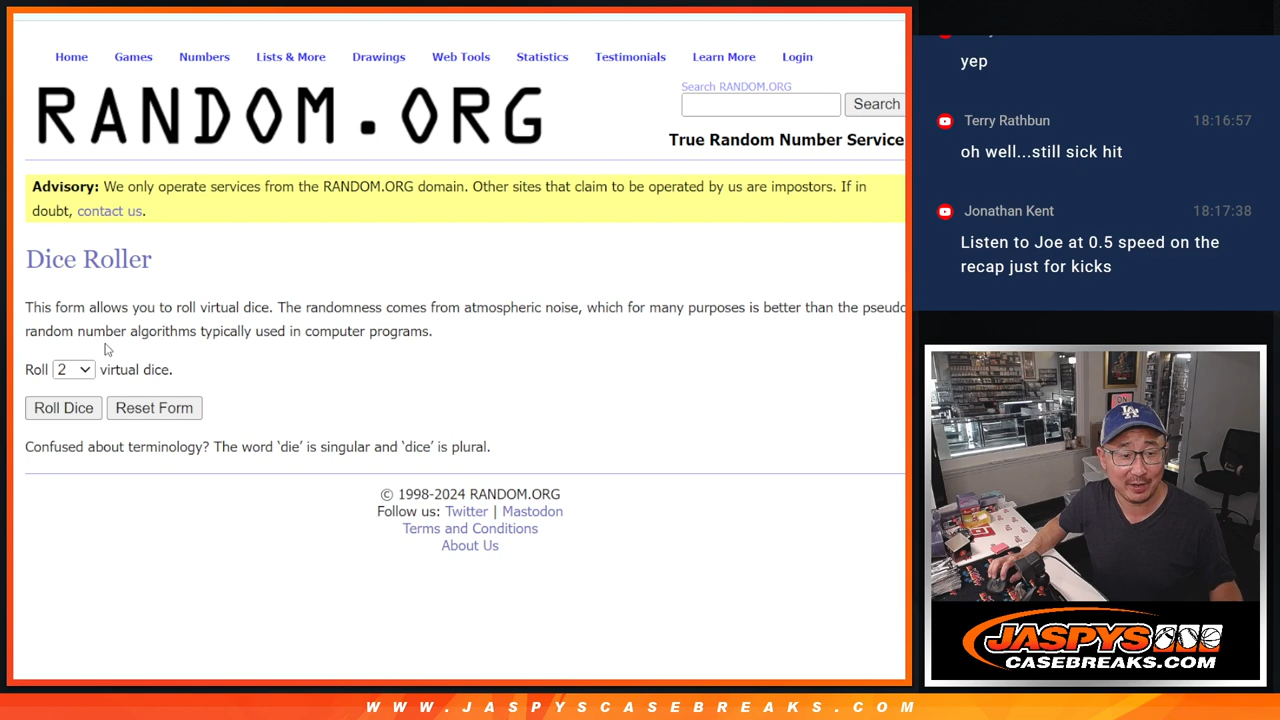 Home Games Numbers Lists & More Drawings Web Tools Statistics Testimonials Learn More Login
RANDOM.ORG
Search RANDOM.ORG
Search
True Random Number Service
Advisory: We only operate services from the RANDOM.ORG domain. Other sites that claim to be operated by us are impostors. If in
doubt, contact us.
Dice Roller
This form allows you to roll virtual dice. The randomness comes from atmospheric noise, which for many purposes is better than the pseudo
random number algorithms typically used in computer programs.
Roll 2 virtual dice.
Roll Dice Reset Form
Confused about terminology? The word ‘die’ is singular and ‘dice’ is plural.
© 1998-2024 RANDOM.ORG
Follow us: Twitter | Mastodon
Terms and Conditions
About Us
yep
Terry Rathbun 18:16:57
oh well...still sick hit
Jonathan Kent 18:17:38
Listen to Joe at 0.5 speed on the
recap just for kicks
LA
JASPYS
CASEBREAKS.COM
WWW.JASPYSCASEBREAKS.COM